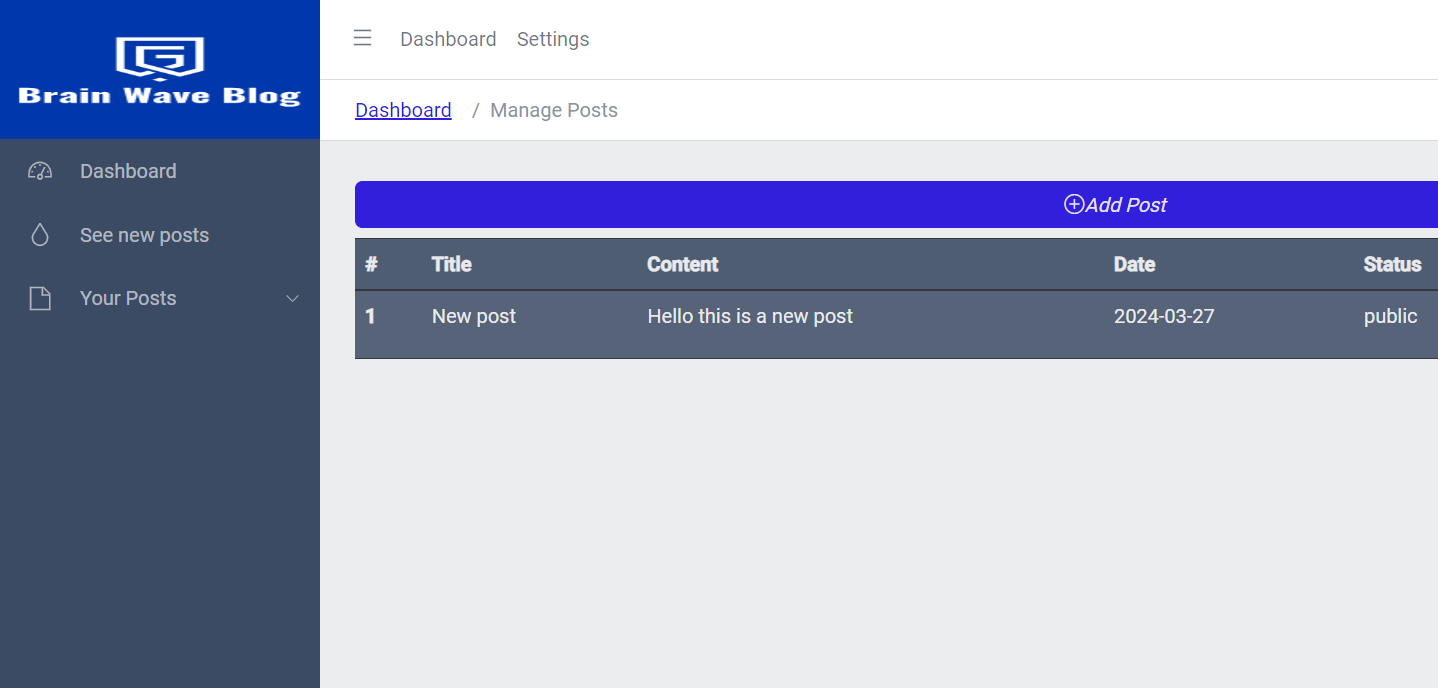 Brain Wave Blog
Dashboard
See new posts
Your Posts
Dashboard Settings
Dashboard / Manage Posts
Add Post
# Title Content Date Status
1 New post Hello this is a new post 2024-03-27 public